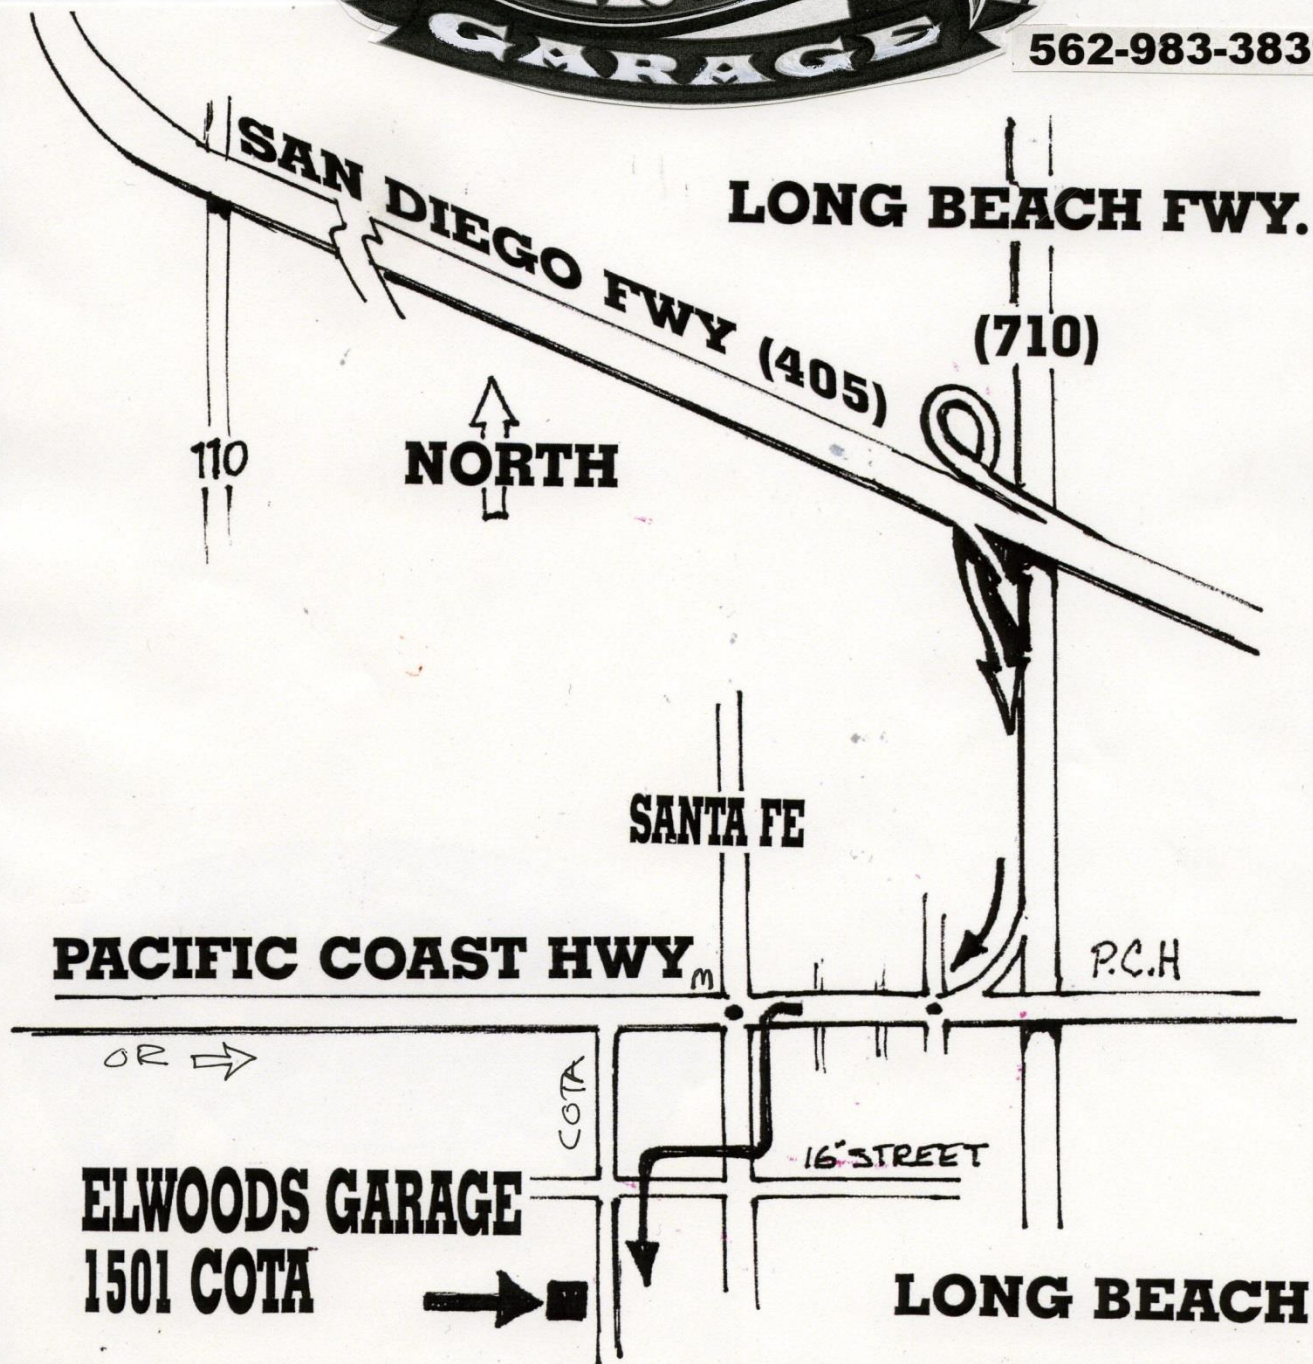 GARAGE
562-983-383
SAN DIEGO FWY (405)
LONG BEACH FWY.
(710)
110
NORTH
SANTA FE
PACIFIC COAST HWY
P.C.H
OR
COTA
16" STREET
ELWOODS GARAGE
1501 COTA
LONG BEACH